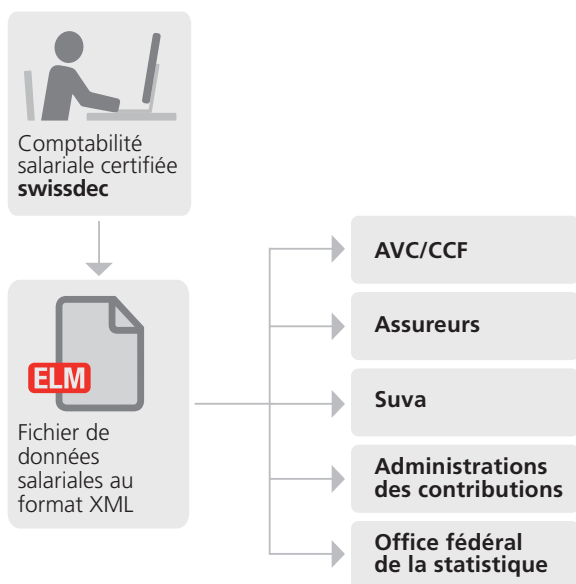 Comptabilité
salariale certifiée
swissdec
ELM
Fichier de
données
salariales au
format XML
AVC/CCF
Assureurs
Suva
Administrations
des contributions
Office fédéral
de la statistique